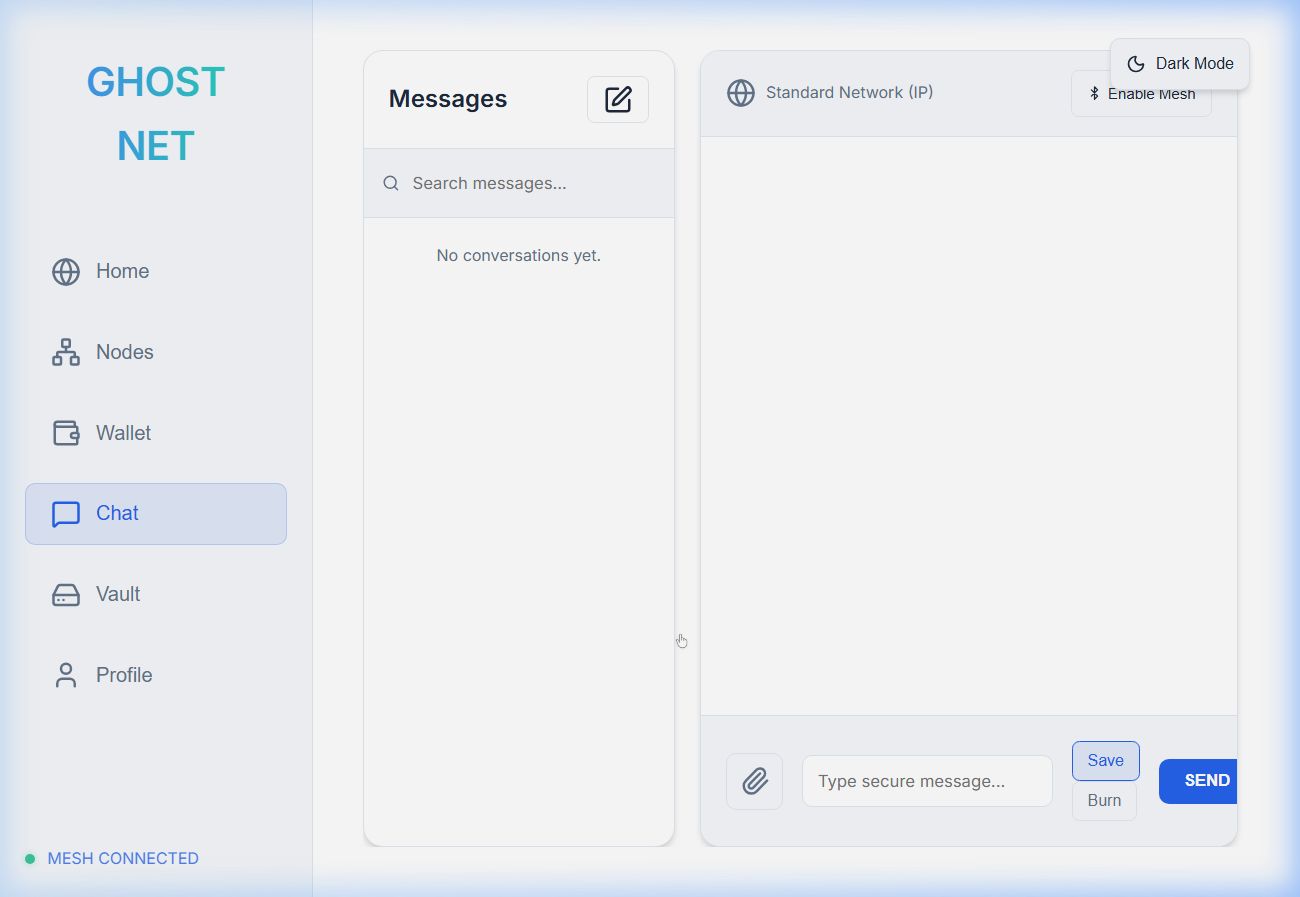 GHOST
NET
Home
Nodes
Wallet
Chat
Vault
Profile
MESH CONNECTED
Messages
Search messages...
No conversations yet.
Standard Network (IP)
Dark Mode
Enable Mesh
Type secure message...
Save
Burn
SEND